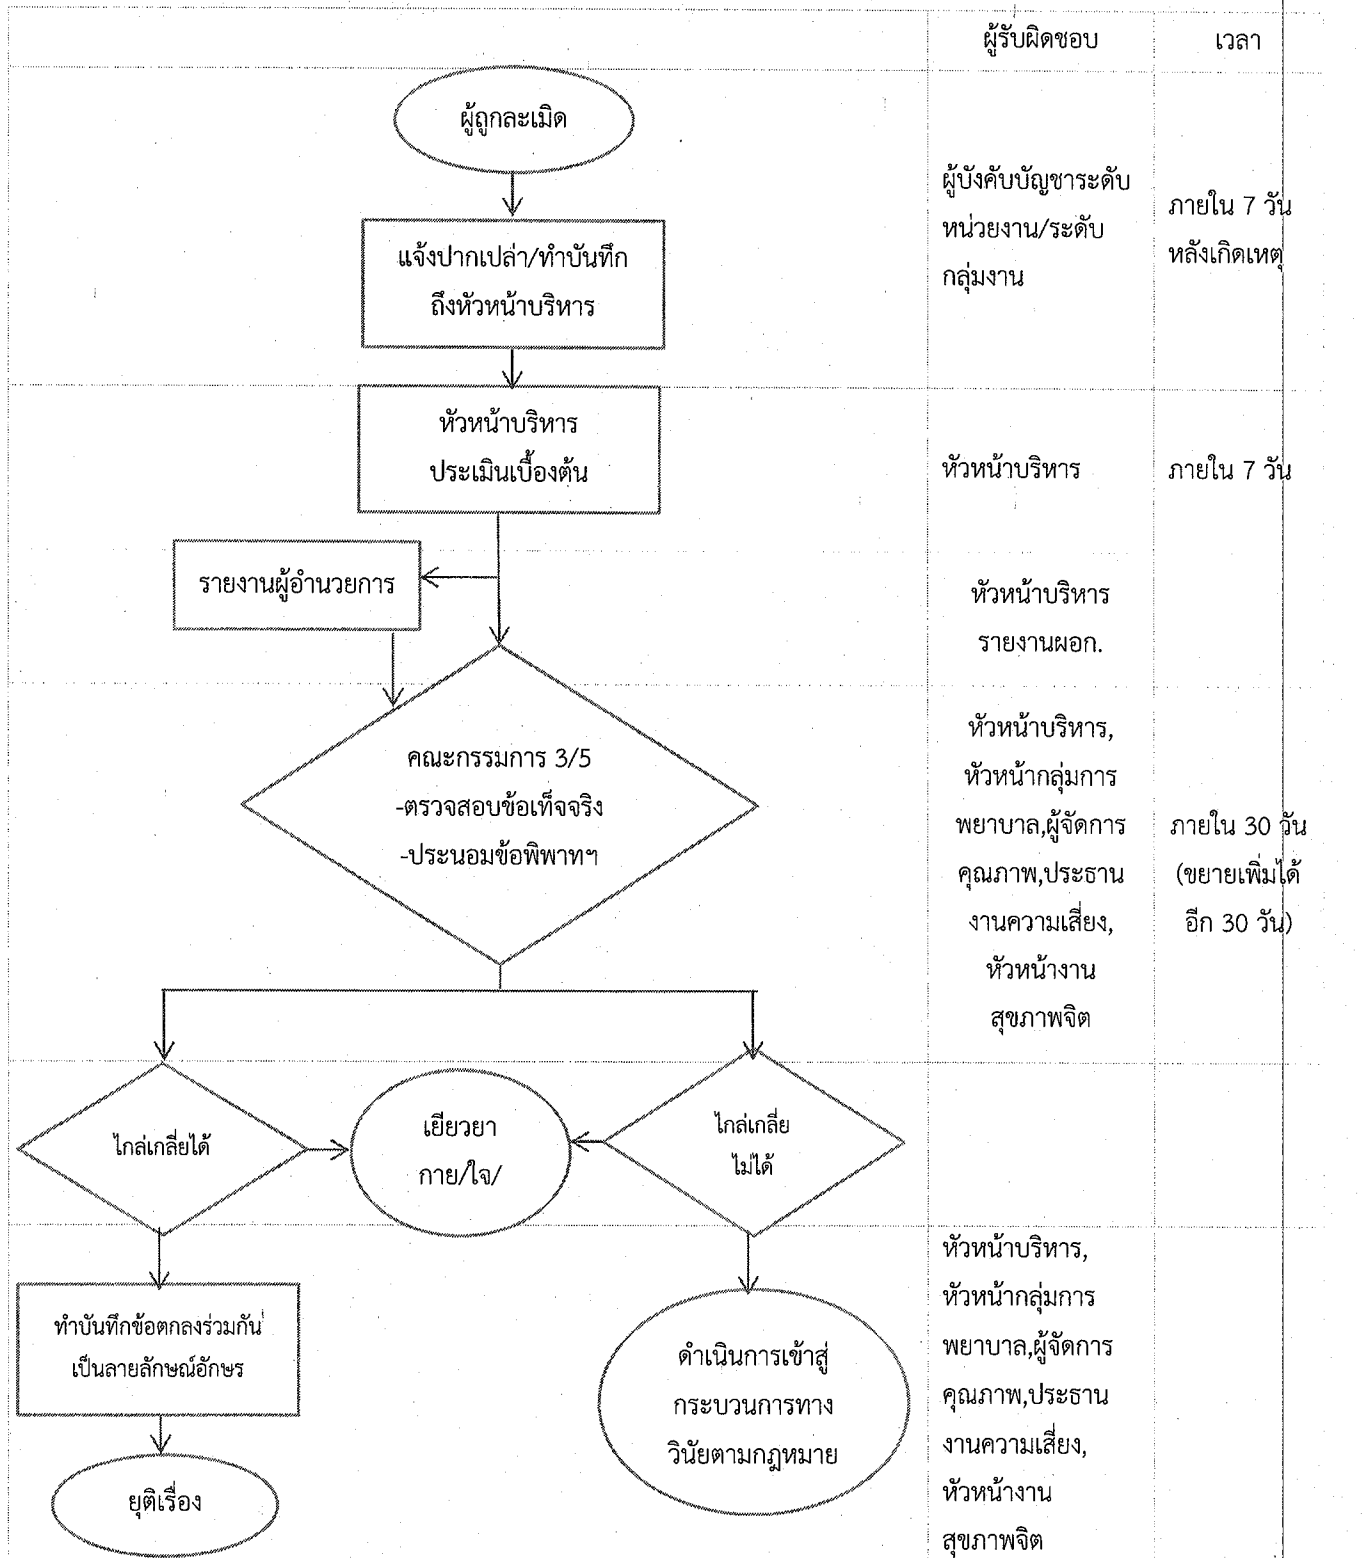 ผู้รับผิดชอบ
เวลา
ผู้ถูกละเมิด
แจ้งปากเปล่า/ทำบันทึก
ถึงหัวหน้าบริหาร
ผู้บังคับบัญชาระดับ
หน่วยงาน/ระดับ
กลุ่มงาน
ภายใน 7 วัน
หลังเกิดเหตุ
หัวหน้าบริหาร
ประเมินเบื้องต้น
หัวหน้าบริหาร
ภายใน 7 วัน
รายงานผู้อำนวยการ
หัวหน้าบริหาร
รายงานผอก.
คณะกรรมการ 3/5
-ตรวจสอบข้อเท็จจริง
-ประนอมข้อพิพาทฯ
หัวหน้าบริหาร,
หัวหน้ากลุ่มการ
พยาบาล,ผู้จัดการ
คุณภาพ,ประธาน
งานความเสี่ยง,
หัวหน้างาน
สุขภาพจิต
ภายใน 30 วัน
(ขยายเพิ่มได้
อีก 30 วัน)
ไกล่เกลี่ยได้
เยียวยา
กาย/ใจ/
ไกล่เกลี่ย
ไม่ได้
ทำบันทึกข้อตกลงร่วมกัน
เป็นลายลักษณ์อักษร
ยุติเรื่อง
ดำเนินการเข้าสู่
กระบวนการทาง
วินัยตามกฎหมาย
หัวหน้าบริหาร,
หัวหน้ากลุ่มการ
พยาบาล,ผู้จัดการ
คุณภาพ,ประธาน
งานความเสี่ยง,
หัวหน้างาน
สุขภาพจิต